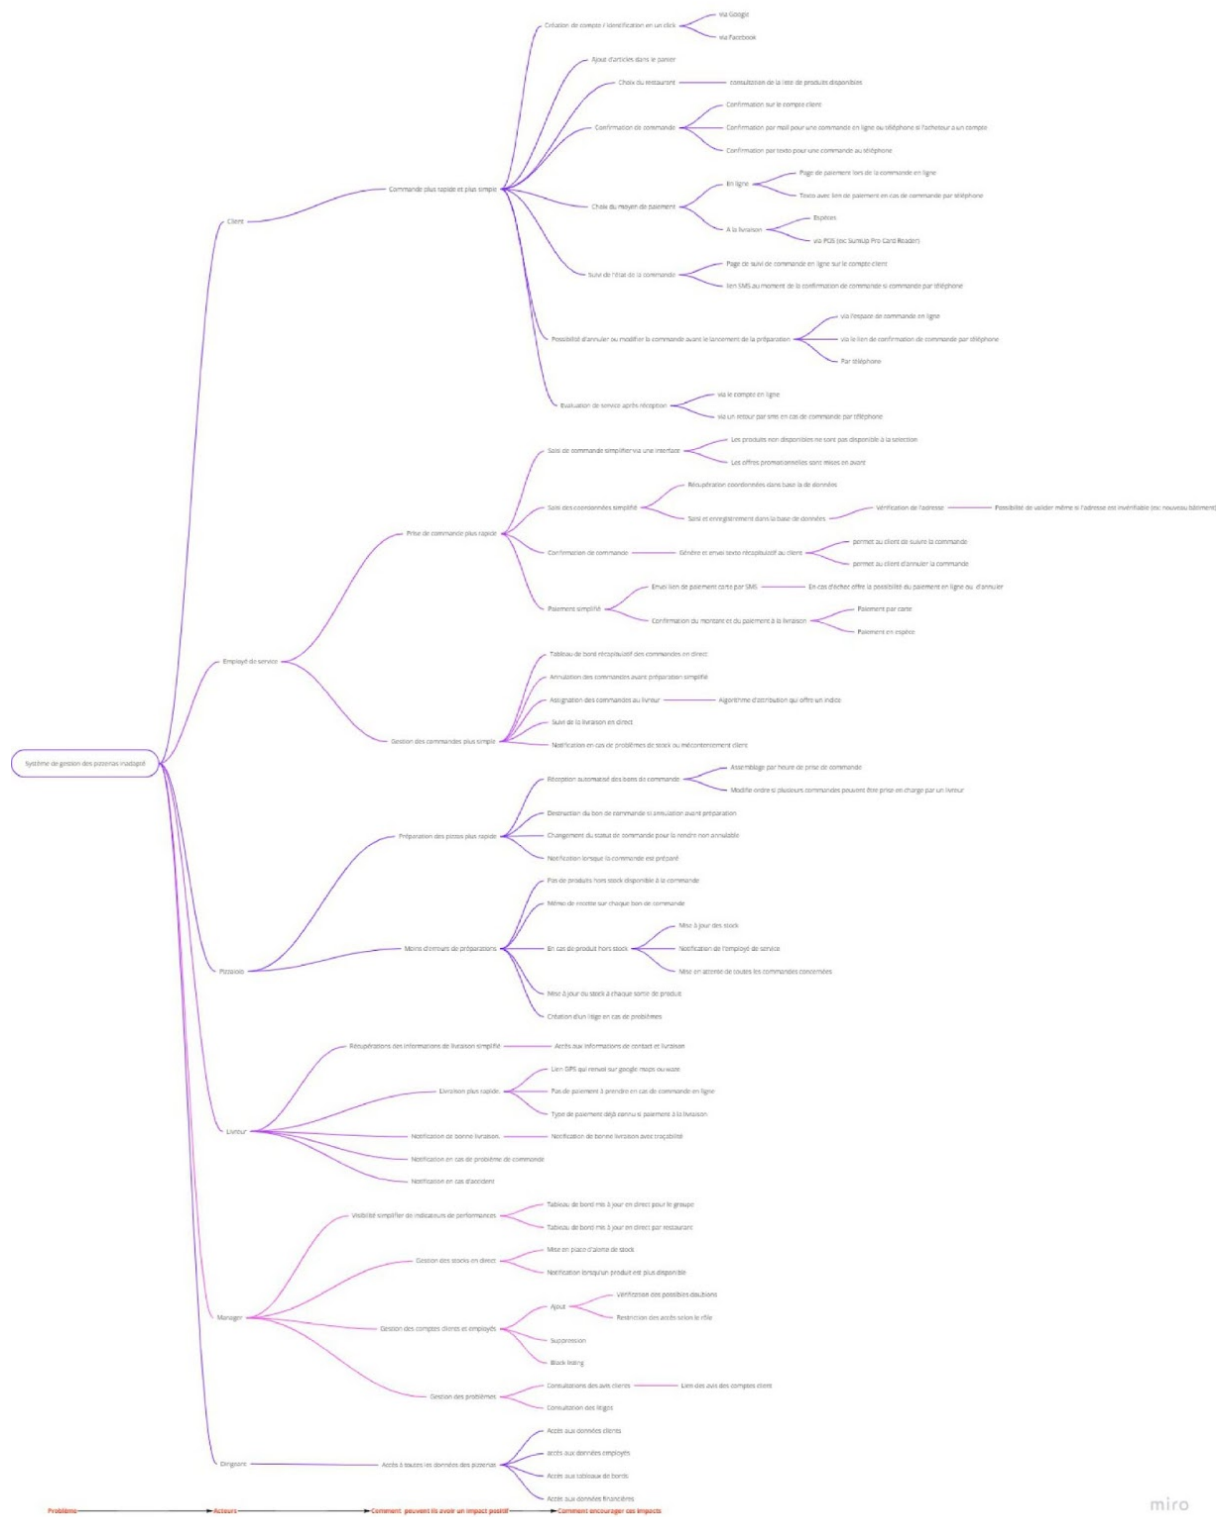 Création de compte / Identification en un click
via Google
via Facebook
Ajout d'articles dans le panier
Choix du restaurant
consultation de la liste de produits disponibles
Confirmation de commande
Confirmation sur le compte client
Confirmation par mail pour une commande en ligne ou téléphone si l'acheteur a un compte
Confirmation par texto pour une commande au téléphone
Commande plus rapide et plus simple
Client
Choix du moyen de paiement
En ligne
Page de paiement lors de la commande en ligne
Texto avec lien de paiement en cas de commande par téléphone
A la livraison
Espèces
via POS (ex: SumUp Pro Card Reader)
Suivi de l'état de la commande
Page de suivi de commande en ligne sur le compte client
lien SMS au moment de la confirmation de commande si commande par téléphone
Possibilité d'annuler ou modifier la commande avant le lancement de la préparation
via l'espace de commande en ligne
via le lien de confirmation de commande par téléphone
Par téléphone
Evaluation de service après réception
via le compte en ligne
via un retour par sms en cas de commande par téléphone
Employé de service
Prise de commande plus rapide
Saisi de commande simplifier via une interface
Les produits non disponibles ne sont pas disponible à la sélection
Les offres promotionnelles sont mises en avant
Saisi des coordonnées simplifié
Récupération coordonnées dans base la de données
Saisi et enregistrement dans la base de données
Vérification de l'adresse
Possibilité de valider même si l'adresse est invérifiable (ex: nouveau bâtiment)
Confirmation de commande
Génère et envoi texto récapitulatif au client
permet au client de suivre la commande
permet au client d'annuler la commande
Paiement simplifié
Envoi lien de paiement carte par SMS
En cas d'échec offre la possibilité du paiement en ligne ou d'annuler
Confirmation du montant et du paiement à la livraison
Paiement par carte
Paiement en espèce
Gestion des commandes plus simple
Tableau de bord récapitulatif des commandes en direct
Annulation des commandes avant préparation simplifié
Assignation des commandes au livreur
Algorithme d'attribution qui offre un indice
Suivi de la livraison en direct
Notification en cas de problèmes de stock ou mécontentement client
Système de gestion des pizzerias inadapté
Pizzaiolo
Préparation des pizzas plus rapide
Réception automatisé des bons de commande
Assemblage par heure de prise de commande
Modifie ordre si plusieurs commandes peuvent être prise en charge par un livreur
Destruction du bon de commande si annulation avant préparation
Changement du statut de commande pour la rendre non annulable
Notification lorsque la commande est préparé
Moins d'erreurs de préparations
Pas de produits hors stock disponible à la commande
Mémo de recette sur chaque bon de commande
En cas de produit hors stock
Mise à jour des stock
Notification de l'employé de service
Mise en attente de toutes les commandes concernées
Mise à jour du stock à chaque sortie de produit
Création d'un litige en cas de problèmes
Livreur
Récupérations des informations de livraison simplifié
Accès aux informations de contact et livraison
Livraison plus rapide.
Lien GPS qui renvoi sur google maps ou waze
Pas de paiement à prendre en cas de commande en ligne
Type de paiement déjà connu si paiement à la livraison
Notification de bonne livraison.
Notification de bonne livraison avec traçabilité
Notification en cas de problème de commande
Notification en cas d'accident
Manager
Visibilité simplifier de indicateurs de performances
Tableau de bord mis à jour en direct pour le groupe
Tableau de bord mis à jour en direct par restaurant
Gestion des stocks en direct
Mise en place d'alerte de stock
Notification lorsqu'un produit est plus disponible
Gestion des comptes clients et employés
Ajout
Vérification des possibles doublons
Restriction des accès selon le rôle
Suppression
Black listing
Gestion des problèmes
Consultations des avis clients
Lien des avis des comptes client
Consultation des litiges
Dirigeant
Accès à toutes les données des pizzerias
Accès aux données clients
accès aux données employés
Accès aux tableaux de bords
Accès aux données financières
Problème
Acteurs
Comment peuvent ils avoir un impact positif
Comment encourager ces impacts
miro